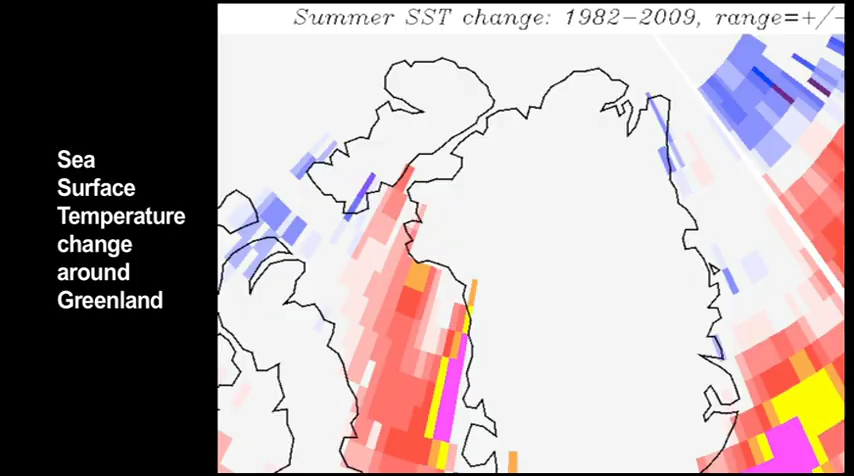 Summer SST change: 1982-2009, range=+/-
Sea
Surface
Temperature
change
around
Greenland